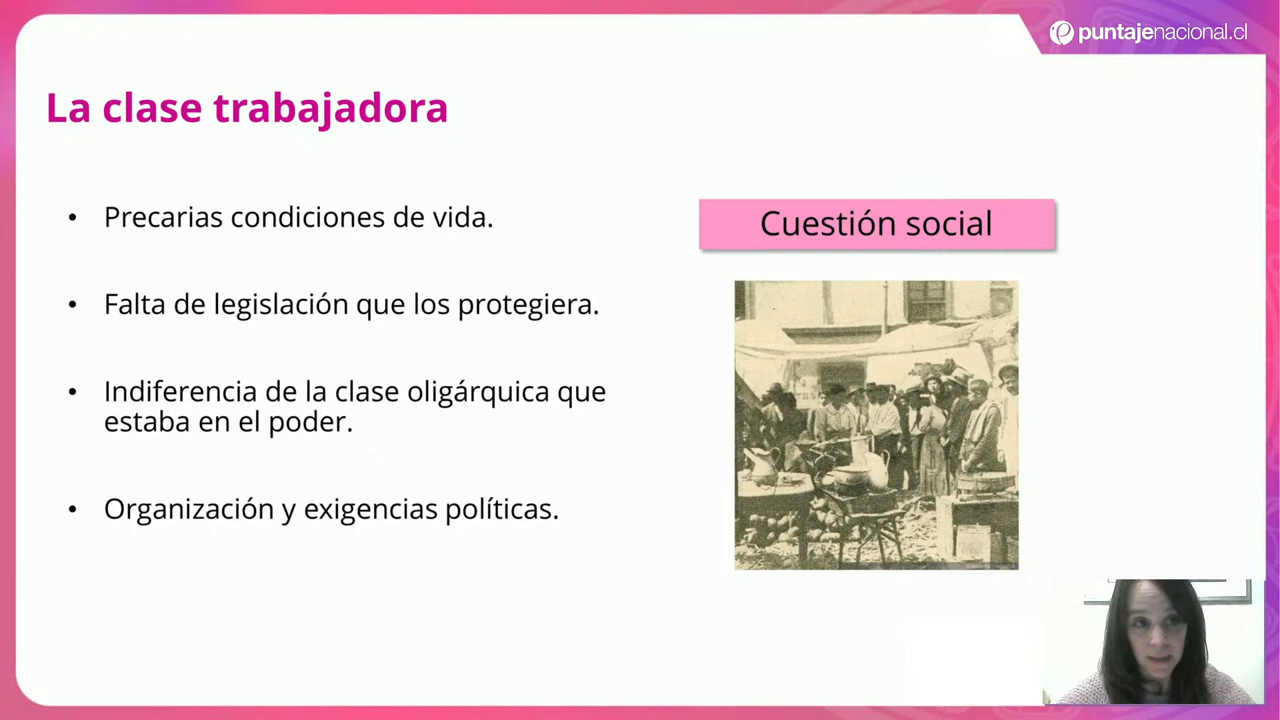 puntajenacional.cl
La clase trabajadora
• Precarias condiciones de vida.
• Falta de legislación que los protegiera.
• Indiferencia de la clase oligárquica que
estaba en el poder.
• Organización y exigencias políticas.
Cuestión social